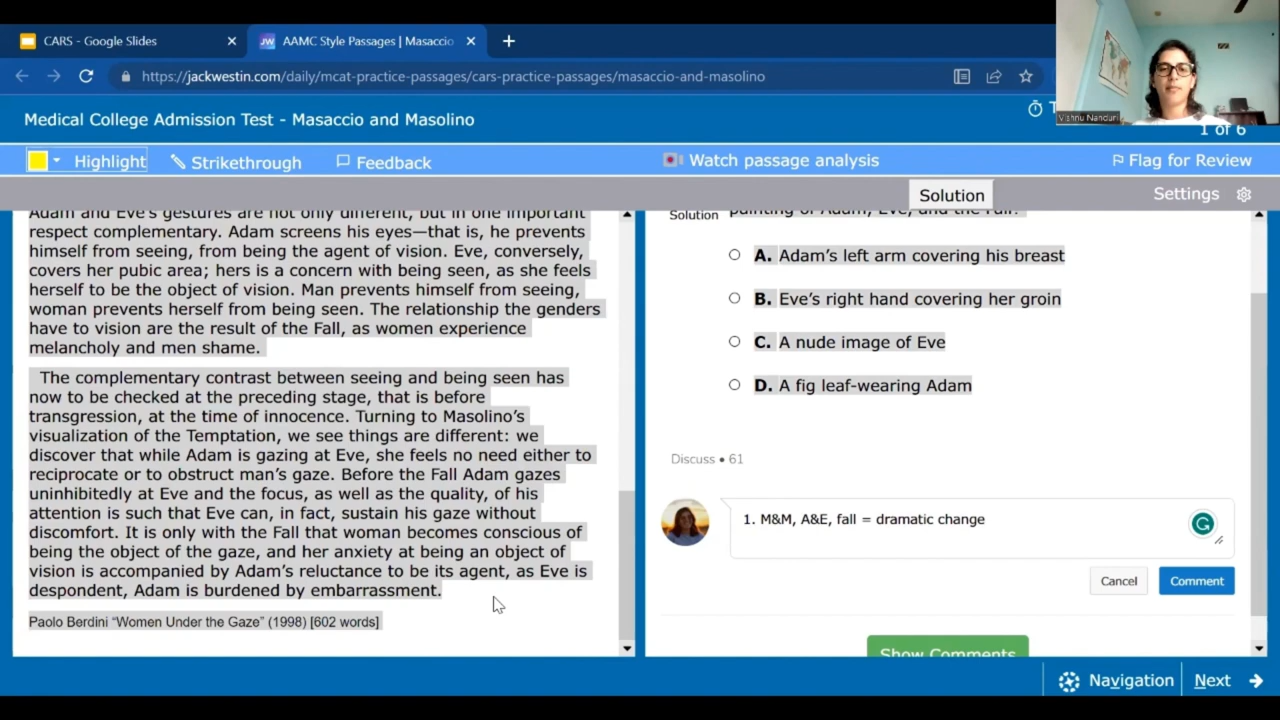 CARS - Google Slides
JW AAMC Style Passages | Masaccio
https://jackwestin.com/daily/mcat-practice-passages/cars-practice-passages/masaccio-and-masolino
Vishnu Nanduri
Medical College Admission Test - Masaccio and Masolino
1 of 6
Highlight
Strikethrough
Feedback
Watch passage analysis
Flag for Review
Solution
Settings
Adam and Eve's gestures are not only different, but in one important
respect complementary. Adam screens his eyes—that is, he prevents
himself from seeing, from being the agent of vision. Eve, conversely,
covers her pubic area; hers is a concern with being seen, as she feels
herself to be the object of vision. Man prevents himself from seeing,
woman prevents herself from being seen. The relationship the genders
have to vision are the result of the Fall, as women experience
melancholy and men shame.
The complementary contrast between seeing and being seen has
now to be checked at the preceding stage, that is before
transgression, at the time of innocence. Turning to Masolino's
visualization of the Temptation, we see things are different: we
discover that while Adam is gazing at Eve, she feels no need either to
reciprocate or to obstruct man's gaze. Before the Fall Adam gazes
uninhibitedly at Eve and the focus, as well as the quality, of his
attention is such that Eve can, in fact, sustain his gaze without
discomfort. It is only with the Fall that woman becomes conscious of
being the object of the gaze, and her anxiety at being an object of
vision is accompanied by Adam's reluctance to be its agent, as Eve is
despondent, Adam is burdened by embarrassment.
Paolo Berdini "Women Under the Gaze" (1998) [602 words]
Solution
painting of Adam, Eve, and the Fall?
A. Adam's left arm covering his breast
B. Eve's right hand covering her groin
C. A nude image of Eve
D. A fig leaf-wearing Adam
Discuss • 61
1. M&M, A&E, fall = dramatic change
Cancel
Comment
Show Comments
Navigation
Next